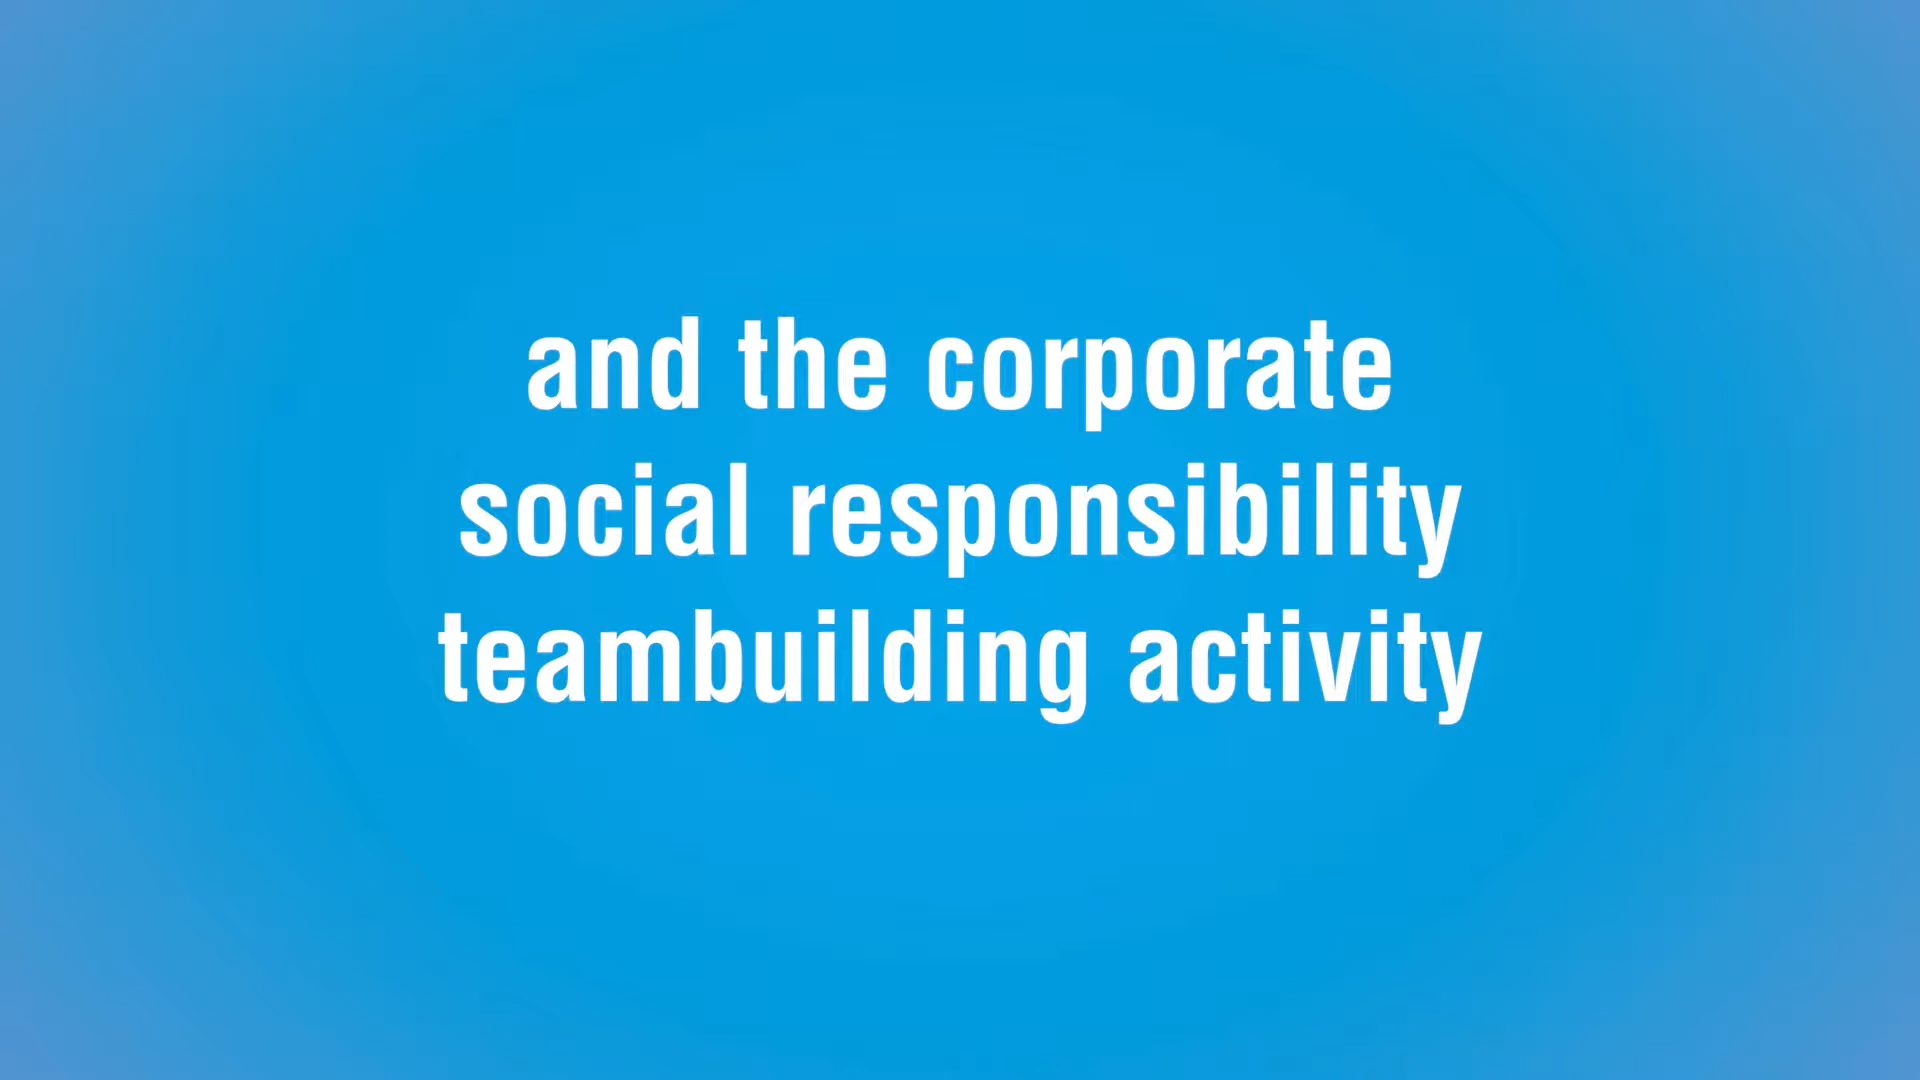 and the corporate
social responsibility
teambuilding activity